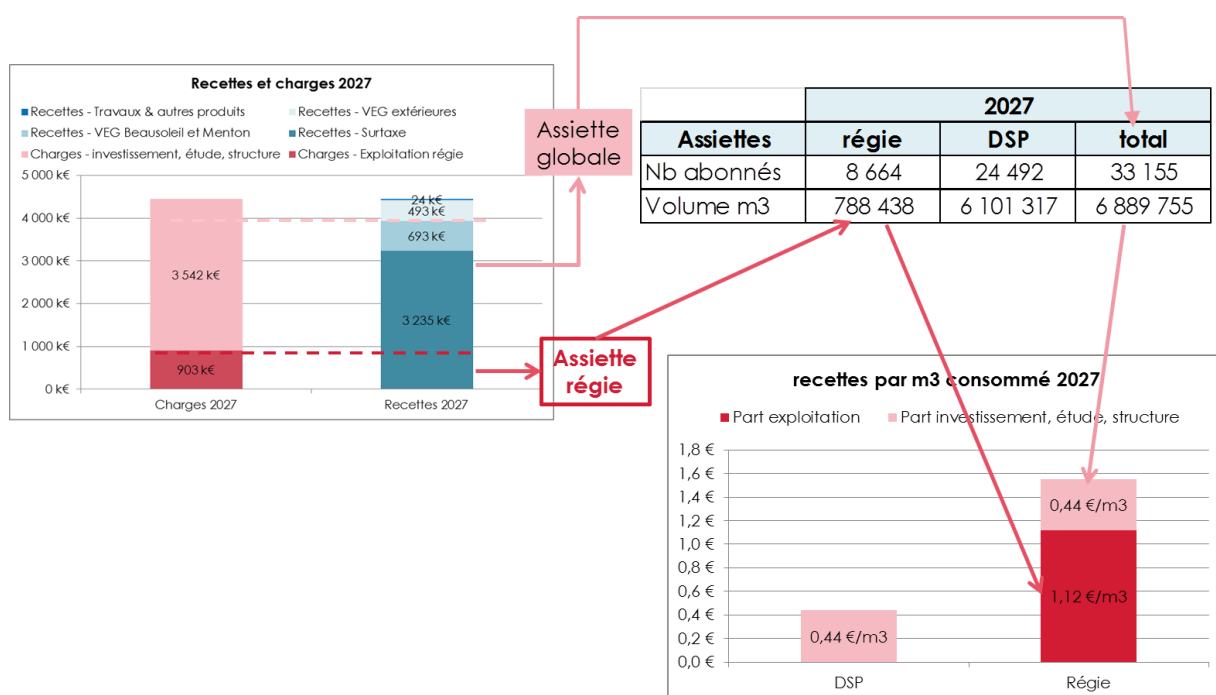 Recettes et charges 2027
Recettes - Travaux & autres produits
Recettes - VEG extérieures
Recettes - VEG Beausoleil et Menton
Recettes - Surtaxe
Charges - investissement, étude, structure
Charges - Exploitation régie
5 000 k€
4 000 k€
3 000 k€
2 000 k€
1 000 k€
0 k€
3 542 k€
903 k€
24 k€
493 k€
693 k€
3 235 k€
Charges 2027
Recettes 2027
Assiette
globale
Assiette
régie
2027
Assiettes régie DSP total
Nb abonnés 8 664 24 492 33 155
Volume m3 788 438 6 101 317 6 889 755
recettes par m3 consommé 2027
Part exploitation
Part investissement, étude, structure
1,8 €
1,6 €
1,4 €
1,2 €
1,0 €
0,8 €
0,6 €
0,4 €
0,2 €
0,0 €
0,44 €/m3
0,44 €/m3
1,12 €/m3
DSP
Régie